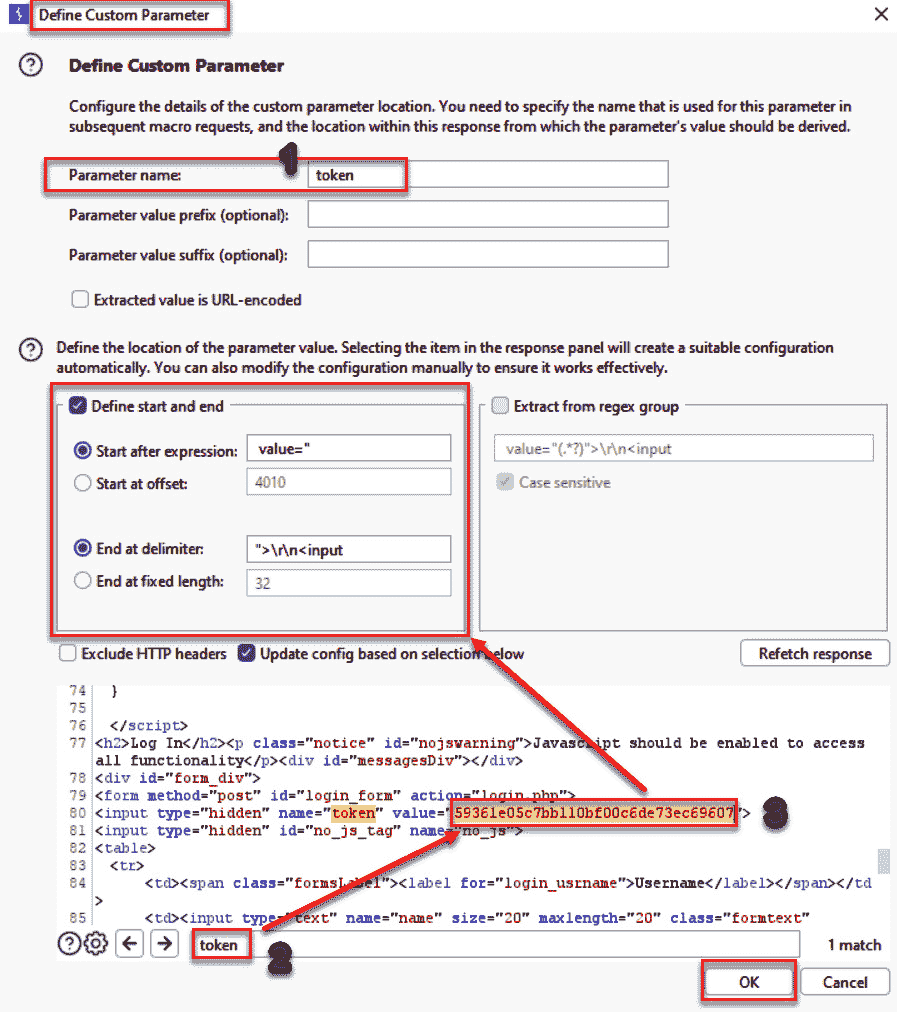 Define Custom Parameter
Define Custom Parameter
Configure the details of the custom parameter location. You need to specify the name that is used for this parameter in
subsequent macro requests, and the location within this response from which the parameter's value should be derived.
1
Parameter name: token
Parameter value prefix (optional):
Parameter value suffix (optional):
Extracted value is URL-encoded
Define the location of the parameter value. Selecting the item in the response panel will create a suitable configuration
automatically. You can also modify the configuration manually to ensure it works effectively.
Define start and end
Start after expression: value="
Start at offset: 4010
End at delimiter: ">\r\n<input
End at fixed length: 32
Extract from regex group
value="(.*?)">\r\n<input
Case sensitive
Exclude HTTP headers Update config based on selection below Refetch response
74 }
75
76 </script>
77 <h2>Log In</h2><p class="notice" id="nojswarning">Javascript should be enabled to access
all functionality</p><div id="messagesDiv"></div>
78 <div id="form_div">
79 <form method="post" id="login_form" action="login.php">
80 <input type="hidden" name="token" value="59361e05c7bb110bf00c6de73ec69607"> 3
81 <input type="hidden" id="no_js_tag" name="no_js">
82 <table>
83 <tr>
84 <td><span class="formsLabel"><label for="login_usrname">Username</label></span></td
>
85 <td><input type="text" name="name" size="20" maxlength="20" class="formtext"
? token 1 match
2
OK Cancel